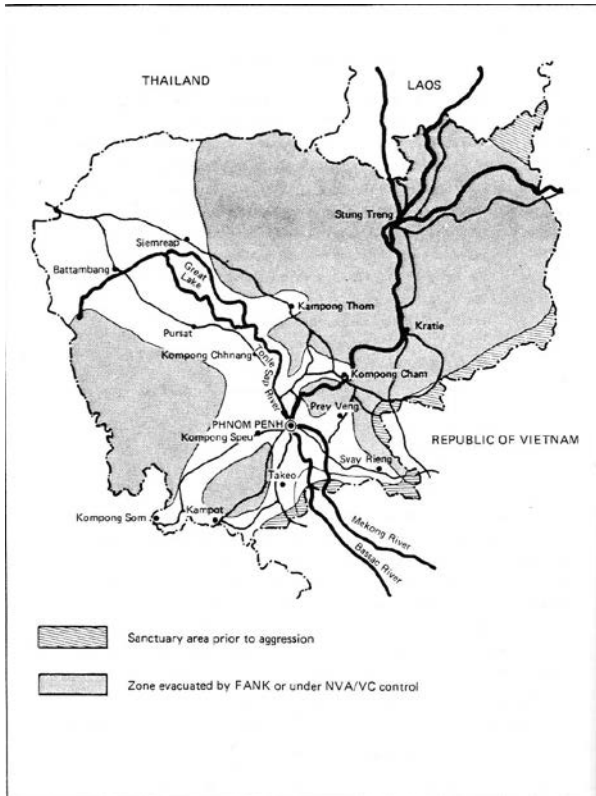 THAILAND
LAOS
Stung Treng
Siemreap
Battambang
Great
Lake
Kampong Thom
Pursat
Kratie
Kompong Chhnang
Tonle Sap River
Kompong Cham
Prey Veng
PHNOM PENH
Kompong Speu
REPUBLIC OF VIETNAM
Svay Rieng
Takeo
Kompong Som
Kampot
Mekong River
Bassac River
Sanctuary area prior to aggression
Zone evacuated by FANK or under NVA/VC control